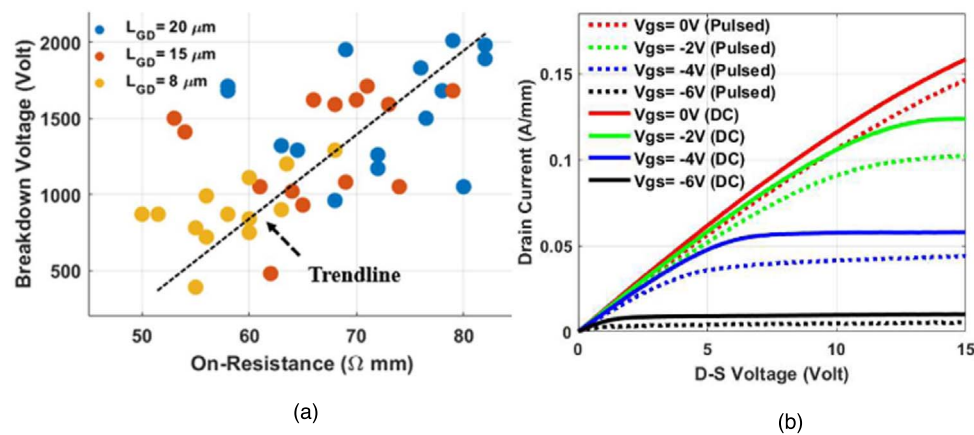 L_GD= 20 μm
L_GD= 15 μm
L_GD= 8 μm
2000
1500
1000
500
Breakdown Voltage (Volt)
Trendline
50 60 70 80
On-Resistance (Ω mm)
(a)
Vgs= 0V (Pulsed)
Vgs= -2V (Pulsed)
Vgs= -4V (Pulsed)
Vgs= -6V (Pulsed)
Vgs= 0V (DC)
Vgs= -2V (DC)
Vgs= -4V (DC)
Vgs= -6V (DC)
0.15
0.1
0.05
0
Drain Current (A/mm)
0 5 10 15
D-S Voltage (Volt)
(b)